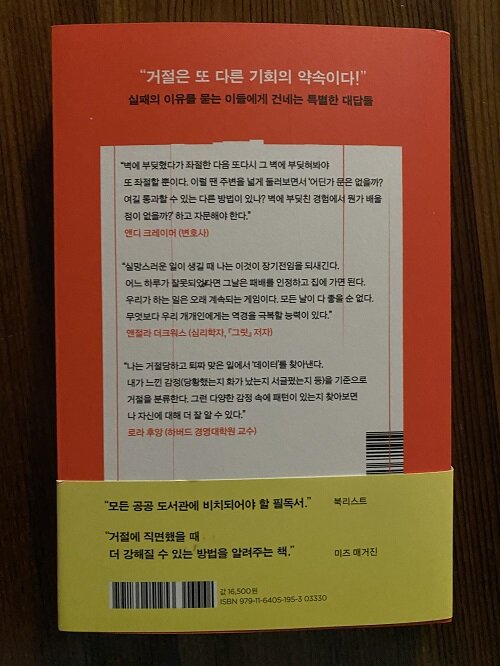 “거절은 또 다른 기회의 약속이다!”
실패의 이유를 묻는 이들에게 건네는 특별한 대답들
“벽에 부딪혔다가 좌절한 다음 또다시 그 벽에 부딪혀봐야
또 좌절할 뿐이다. 이럴 땐 주변을 넓게 둘러보면서 ‘어딘가 문은 없을까?
여길 통과할 수 있는 다른 방법이 있나? 벽에 부딪친 경험에서 뭔가 배울
점이 없을까?’ 하고 자문해야 한다.”
앤디 크레이머 (변호사)
“실망스러운 일이 생길 때 나는 이것이 장기전임을 되새긴다.
어느 하루가 잘못되었다면 그날은 패배를 인정하고 집에 가면 된다.
우리가 하는 일은 오래 계속되는 게임이다. 모든 날이 다 좋을 순 없다.
무엇보다 우리 개개인에게는 역경을 극복할 능력이 있다.”
앤절라 더크워스 (심리학자, 『그릿』 저자)
“나는 거절당하고 퇴짜 맞은 일에서 ‘데이터’를 찾아낸다.
내가 느낀 감정(당황했는지 화가 났는지 서글펐는지 등)을 기준으로
거절을 분류한다. 그런 다양한 감정 속에 패턴이 있는지 찾아보면
나 자신에 대해 더 잘 알 수 있다.”
로라 후앙 (하버드 경영대학원 교수)
“모든 공공 도서관에 비치되어야 할 필독서.” 북리스트
“거절에 직면했을 때
더 강해질 수 있는 방법을 알려주는 책.” 미즈 매거진
값 16,500원
ISBN 979-11-6405-195-3 03330